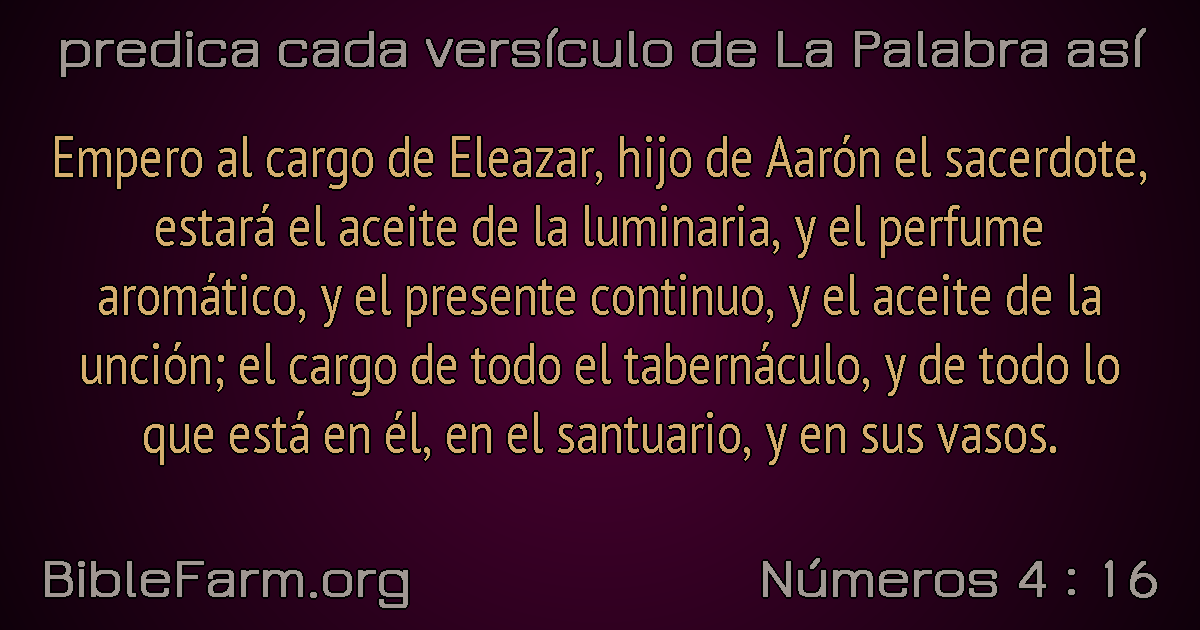 predica cada versículo de La Palabra así
Empero al cargo de Eleazar, hijo de Aarón el sacerdote,
estará el aceite de la luminaria, y el perfume
aromático, y el presente continuo, y el aceite de la
unción; el cargo de todo el tabernáculo, y de todo lo
que está en él, en el santuario, y en sus vasos.
BibleFarm.org
Números 4 : 16